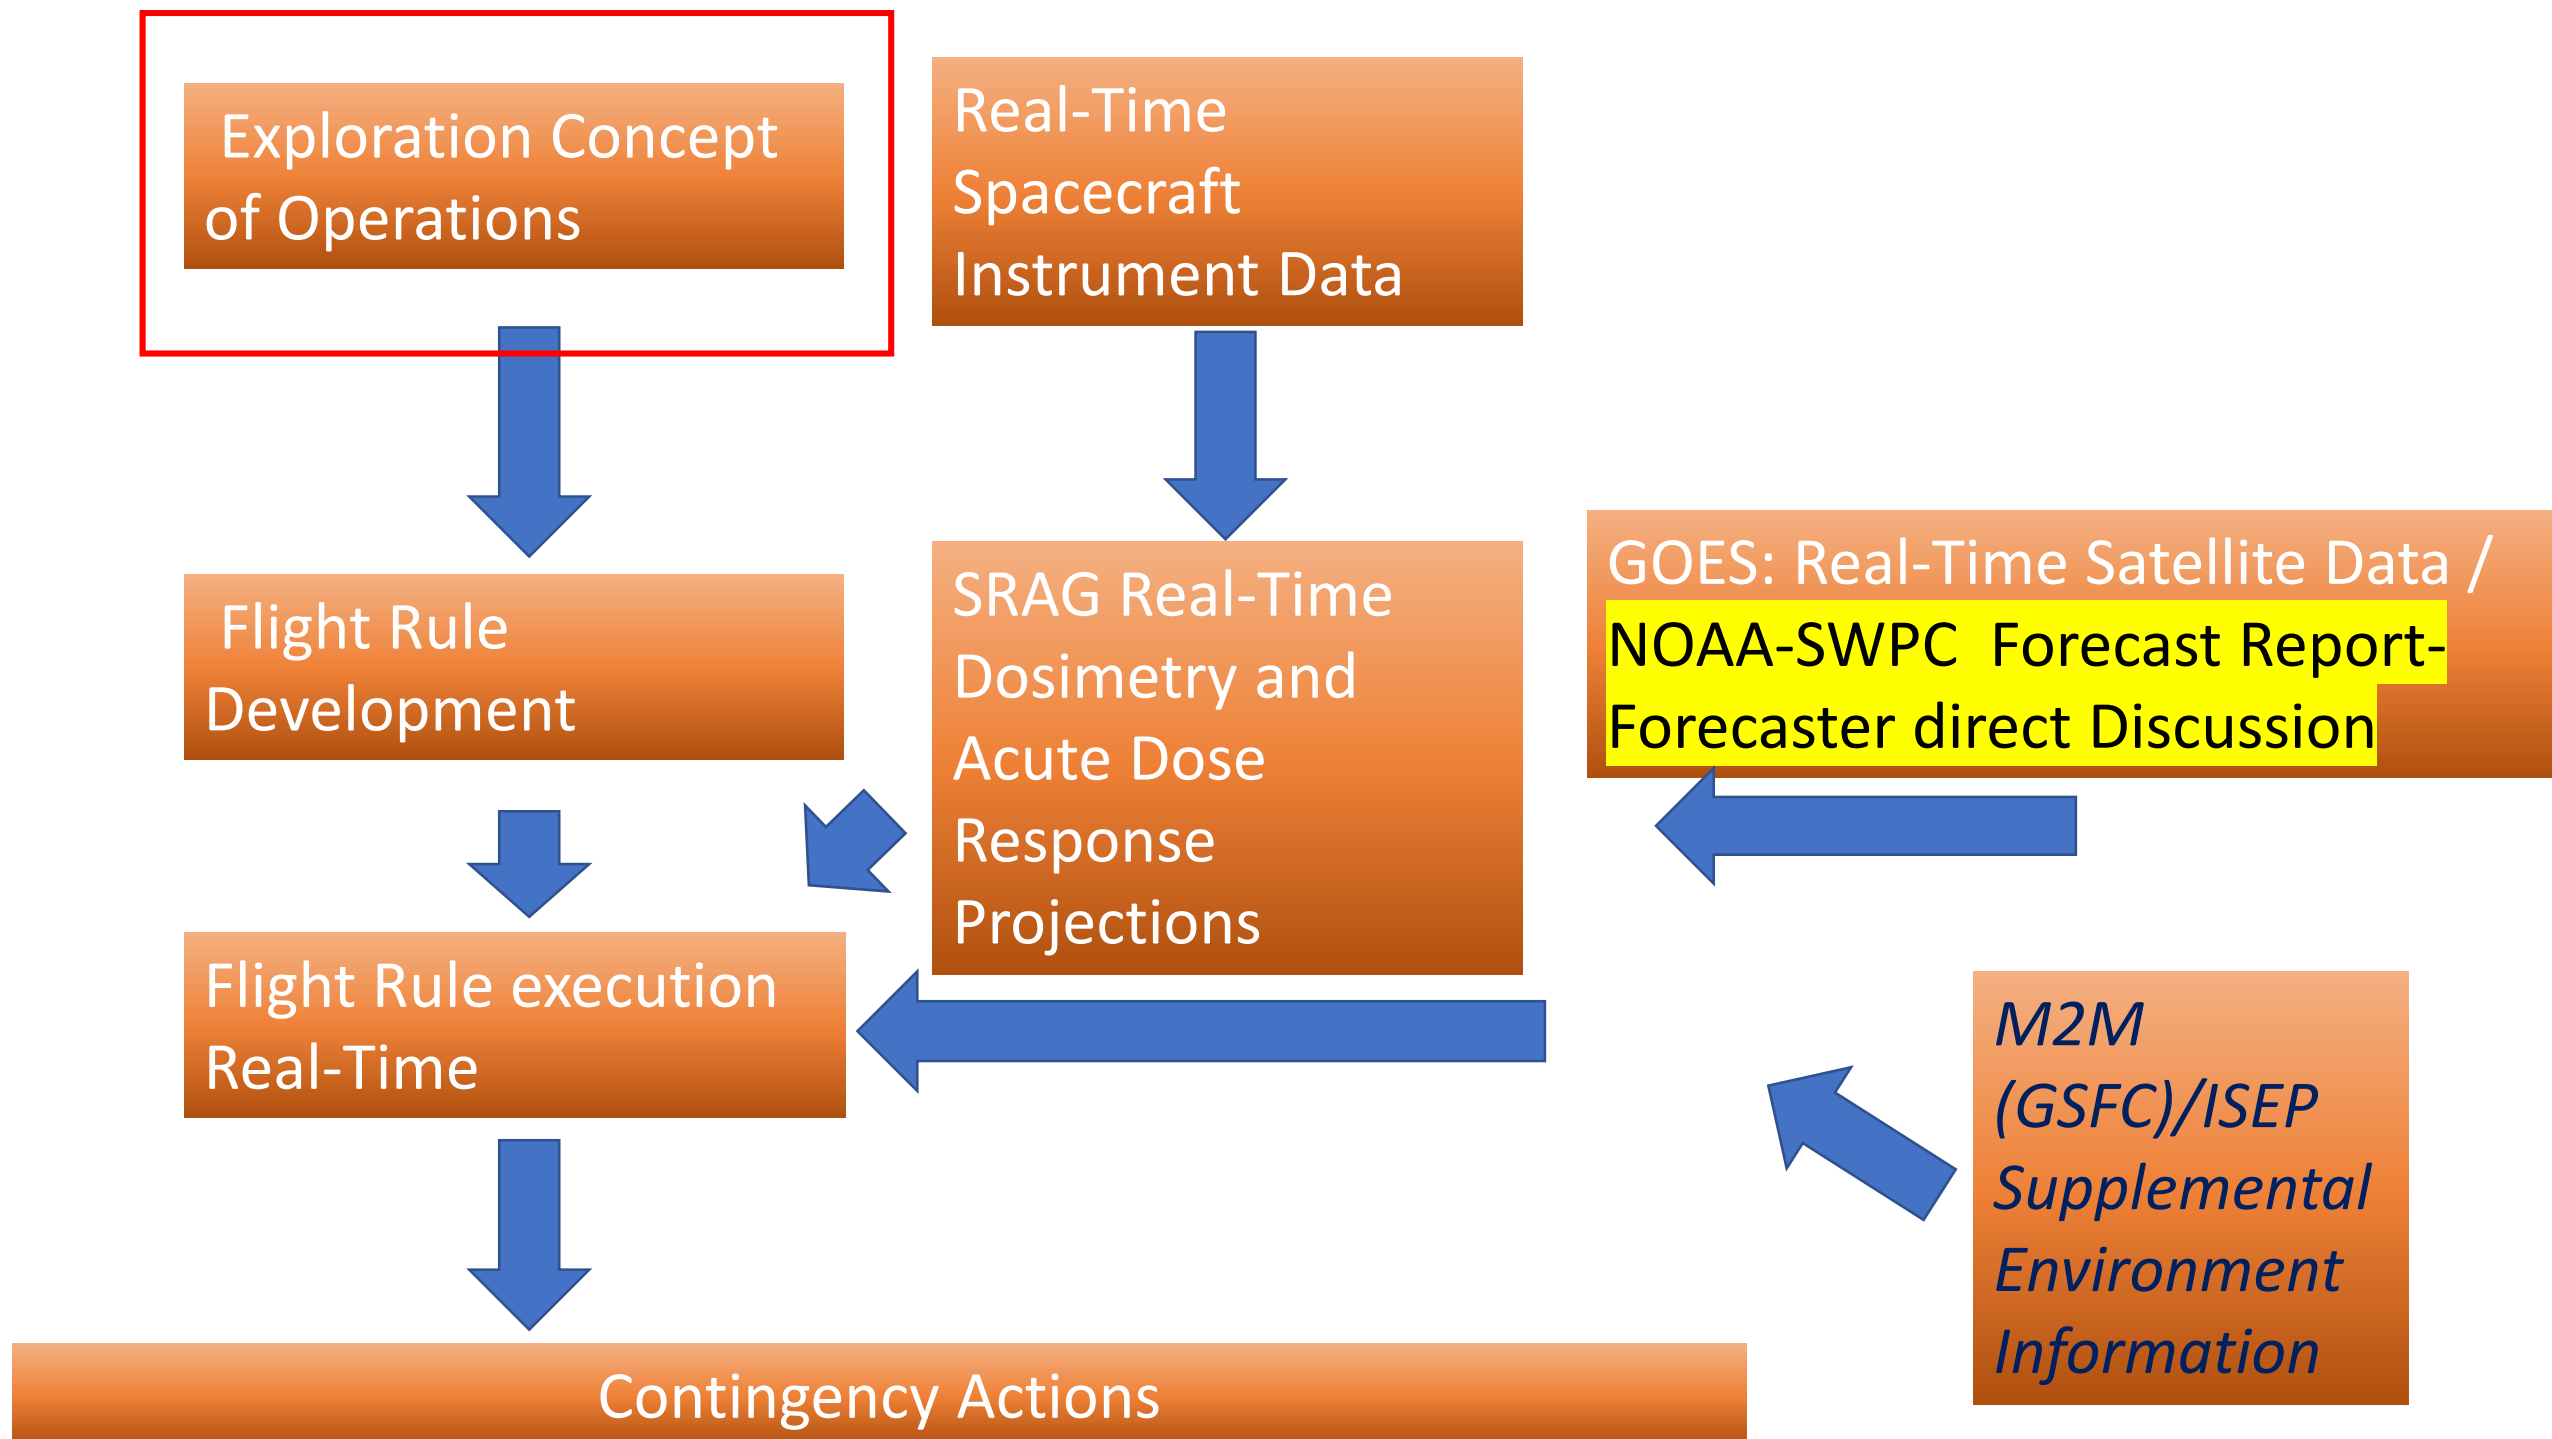 Exploration Concept
of Operations
Real-Time
Spacecraft
Instrument Data
Flight Rule
Development
SRAG Real-Time
Dosimetry and
Acute Dose
Response
Projections
GOES: Real-Time Satellite Data /
NOAA-SWPC  Forecast Report-
Forecaster direct Discussion
Flight Rule execution
Real-Time
M2M
(GSFC)/ISEP
Supplemental
Environment
Information
Contingency Actions